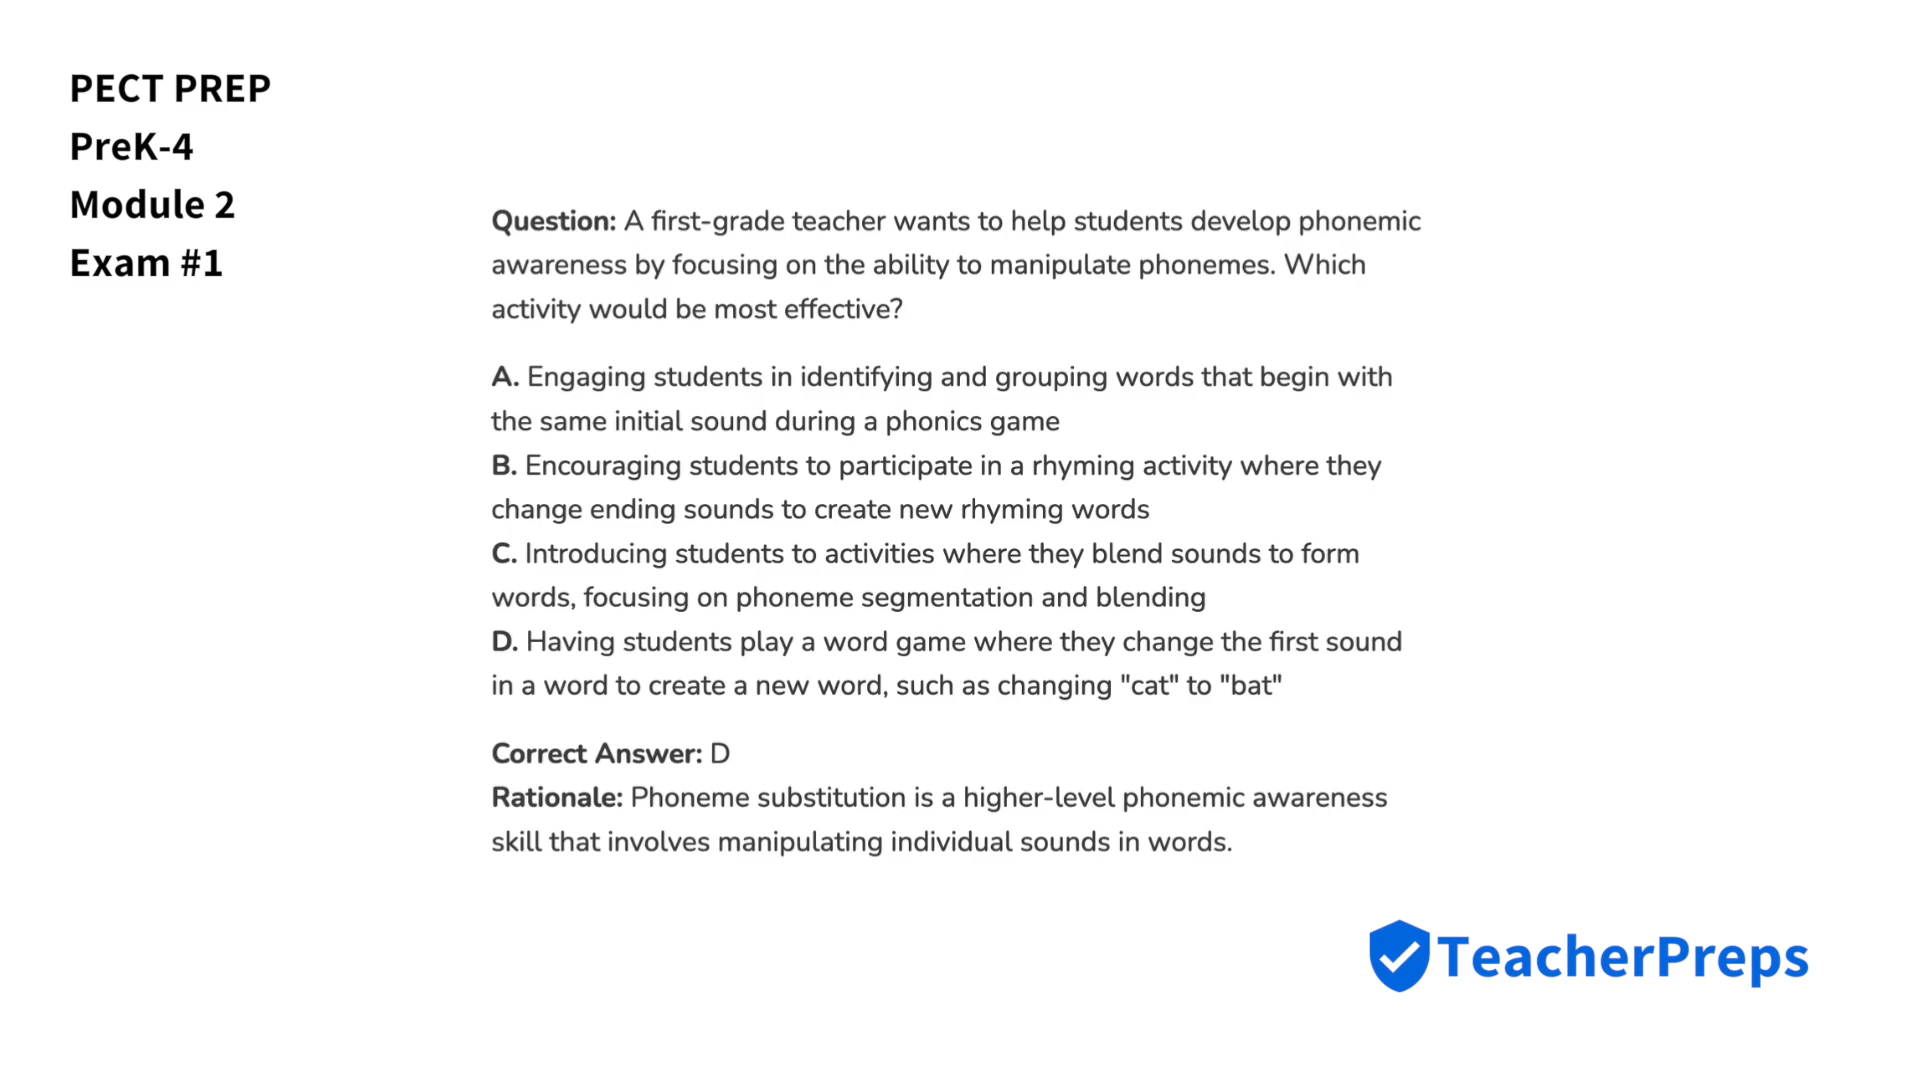 PECT PREP
PreK-4
Module 2
Exam #1
Question: A first-grade teacher wants to help students develop phonemic
awareness by focusing on the ability to manipulate phonemes. Which
activity would be most effective?
A. Engaging students in identifying and grouping words that begin with
the same initial sound during a phonics game
B. Encouraging students to participate in a rhyming activity where they
change ending sounds to create new rhyming words
C. Introducing students to activities where they blend sounds to form
words, focusing on phoneme segmentation and blending
D. Having students play a word game where they change the first sound
in a word to create a new word, such as changing "cat" to "bat"
Correct Answer: D
Rationale: Phoneme substitution is a higher-level phonemic awareness
skill that involves manipulating individual sounds in words.
TeacherPreps